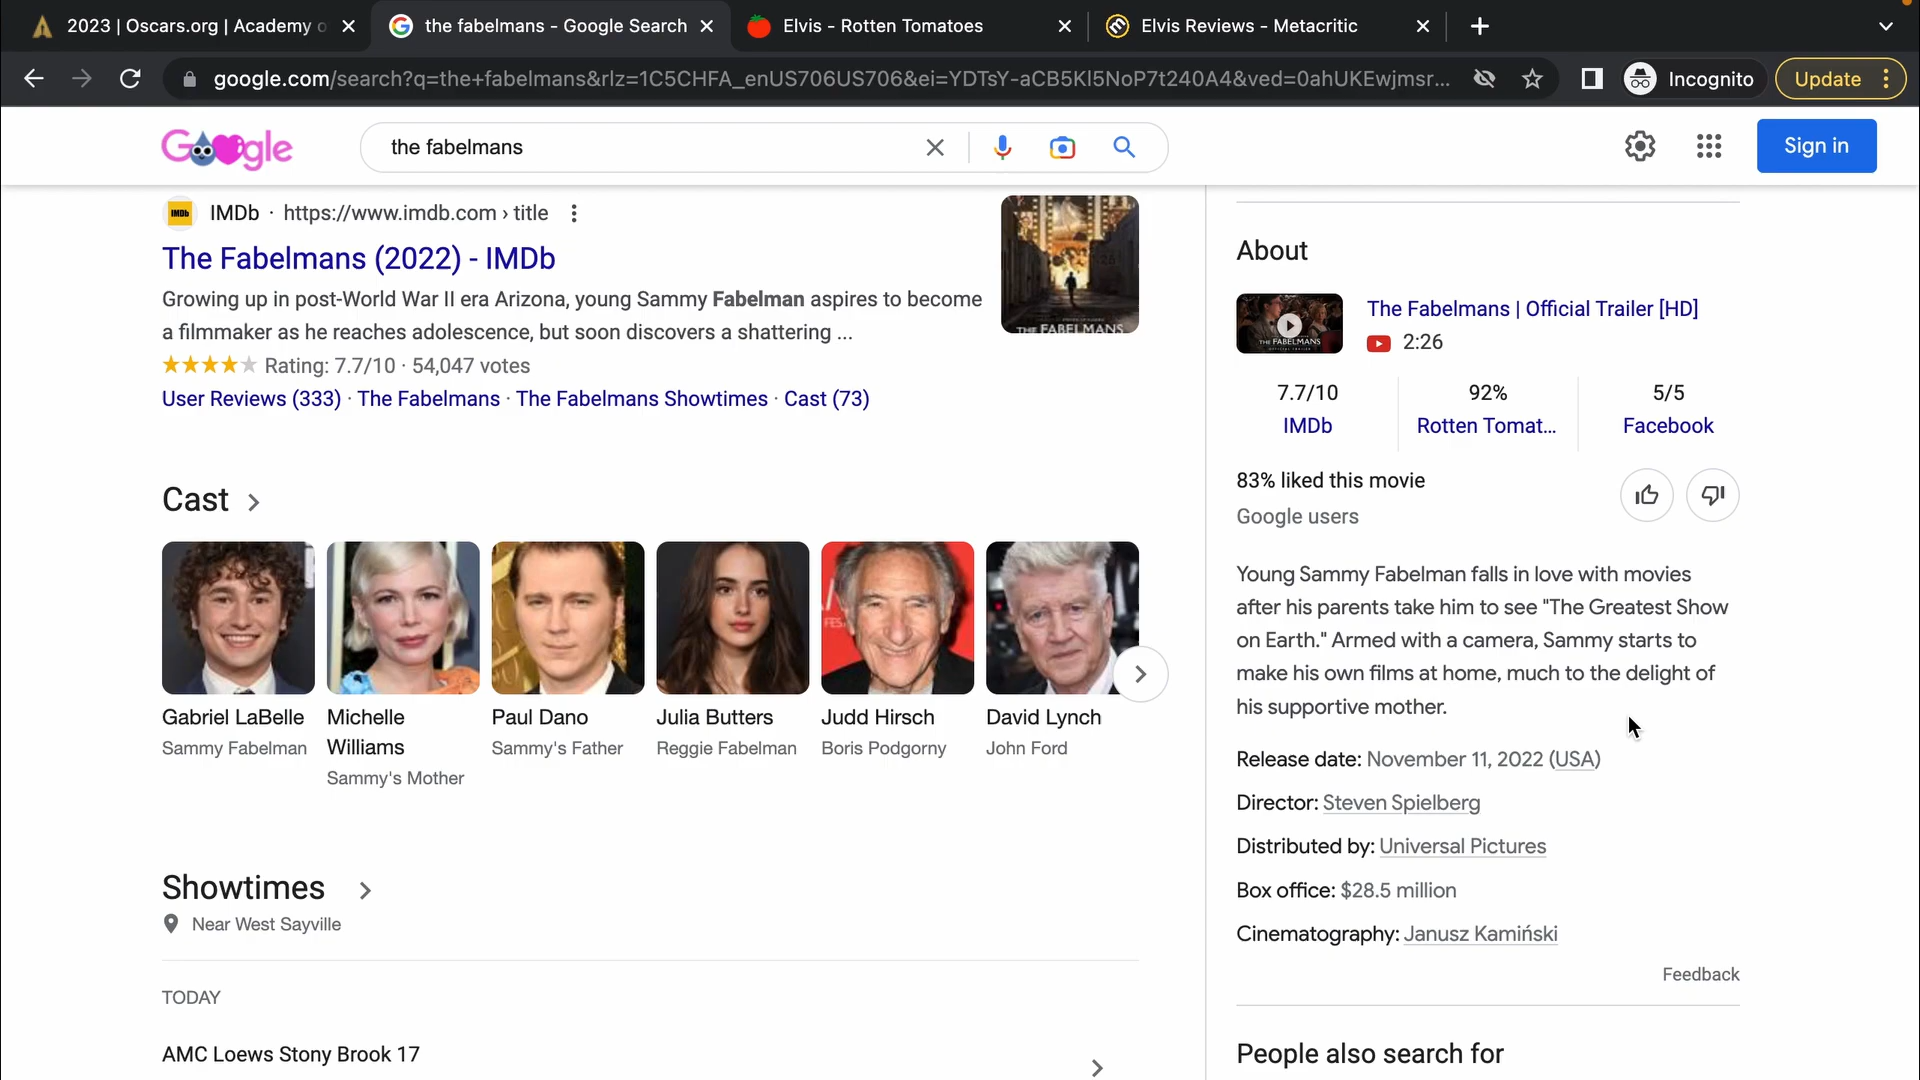 2023 | Oscars.org | Academy o
the fabelmans - Google Search
Elvis - Rotten Tomatoes
Elvis Reviews - Metacritic
google.com/search?q=the+fabelmans&rlz=1C5CHFA_enUS706US706&ei=YDTsY-aCB5Kl5NoP7t240A4&ved=0ahUKEwjmsr...
Incognito
Update
Google
the fabelmans
Sign in
IMDb
IMDb · https://www.imdb.com › title
The Fabelmans (2022) - IMDb
Growing up in post-World War II era Arizona, young Sammy Fabelman aspires to become
a filmmaker as he reaches adolescence, but soon discovers a shattering ...
Rating: 7.7/10 · 54,047 votes
User Reviews (333) · The Fabelmans · The Fabelmans Showtimes · Cast (73)
THE FABELMANS
Cast
Gabriel LaBelle
Sammy Fabelman
Michelle
Williams
Sammy's Mother
Paul Dano
Sammy's Father
Julia Butters
Reggie Fabelman
Judd Hirsch
Boris Podgorny
David Lynch
John Ford
Showtimes
Near West Sayville
TODAY
AMC Loews Stony Brook 17
About
THE FABELMANS
The Fabelmans | Official Trailer [HD]
2:26
7.7/10
IMDb
92%
Rotten Tomat...
5/5
Facebook
83% liked this movie
Google users
Young Sammy Fabelman falls in love with movies
after his parents take him to see "The Greatest Show
on Earth." Armed with a camera, Sammy starts to
make his own films at home, much to the delight of
his supportive mother.
Release date: November 11, 2022 (USA)
Director: Steven Spielberg
Distributed by: Universal Pictures
Box office: $28.5 million
Cinematography: Janusz Kamiński
Feedback
People also search for